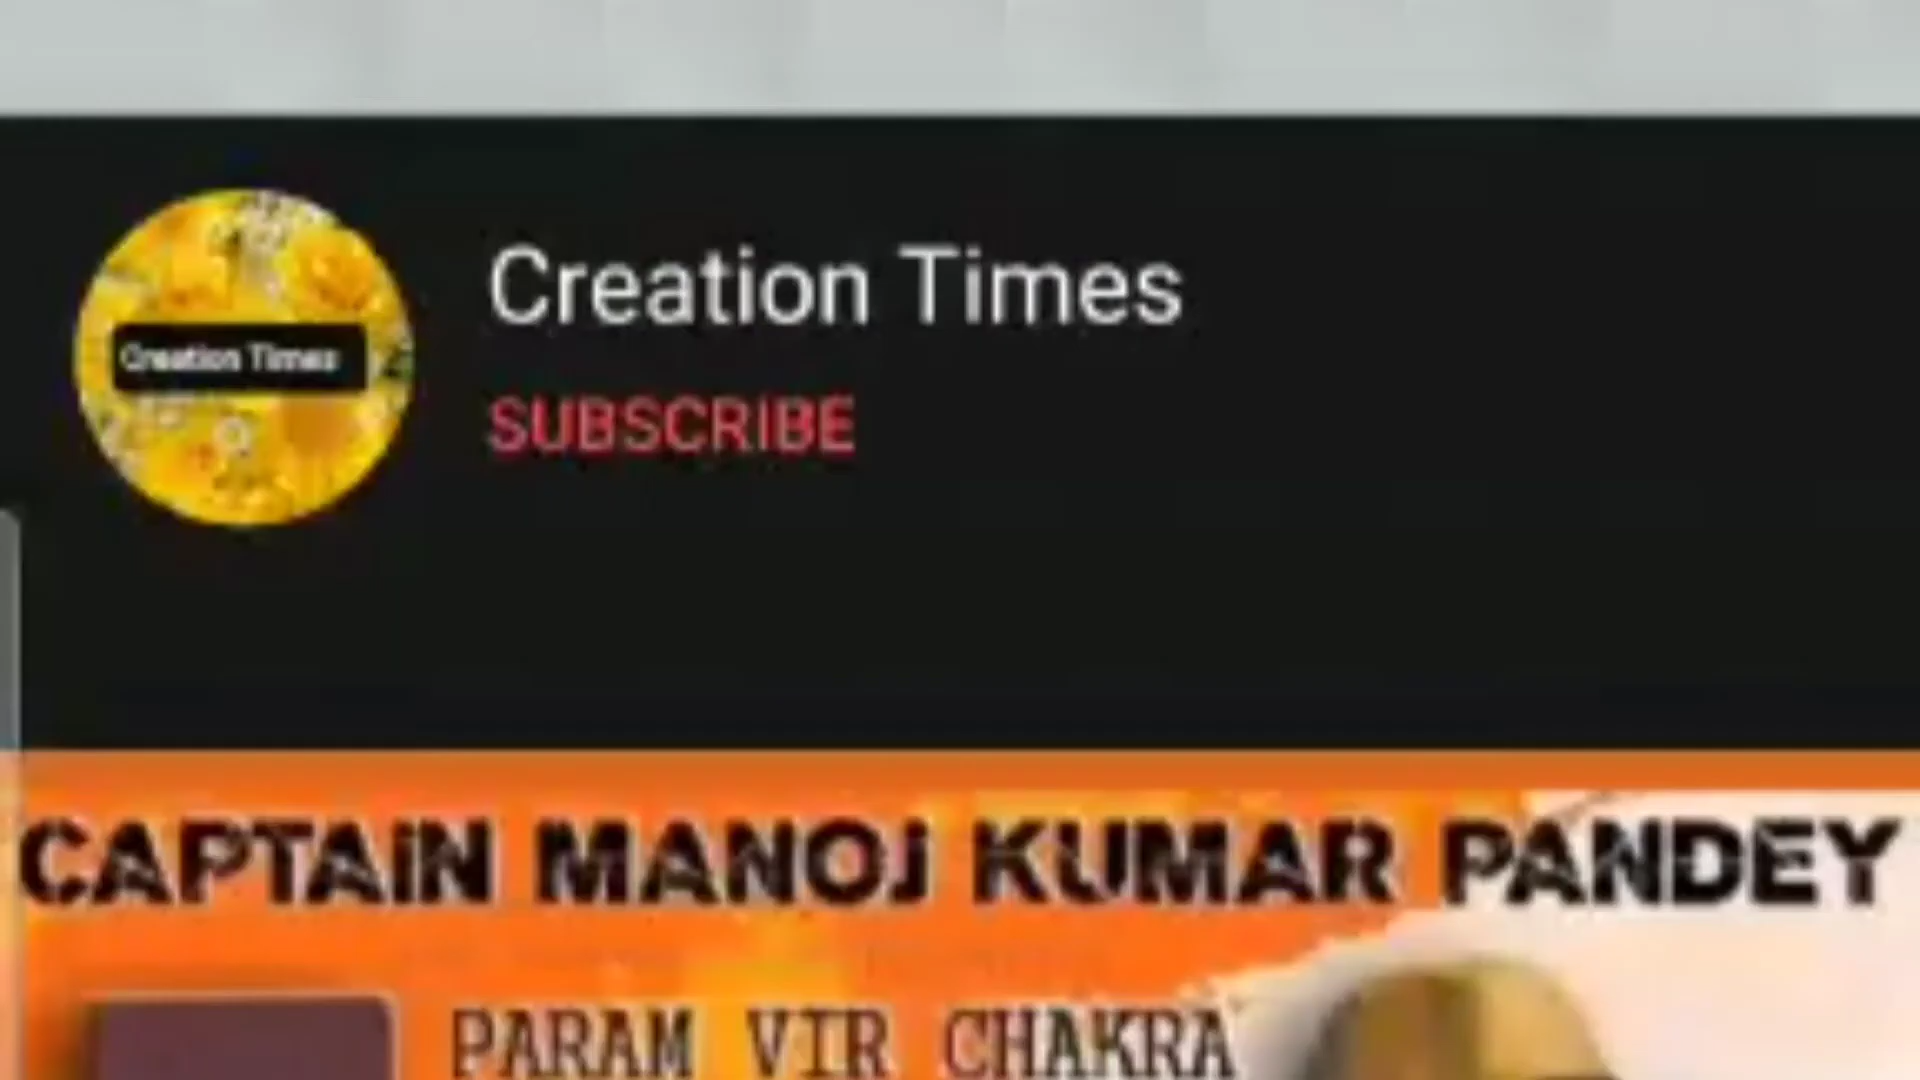 Creation Times
Creation Times
SUBSCRIBE
CAPTAiN MANOJ KUMAR PANDEY
PARAM VIR CHAKRA